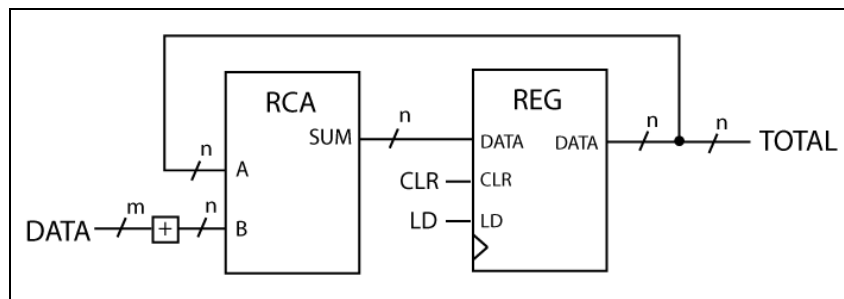 RCA
REG
n
n
n
SUM
DATA
DATA
TOTAL
n
A
CLR
CLR
m
n
LD
LD
DATA
+
B